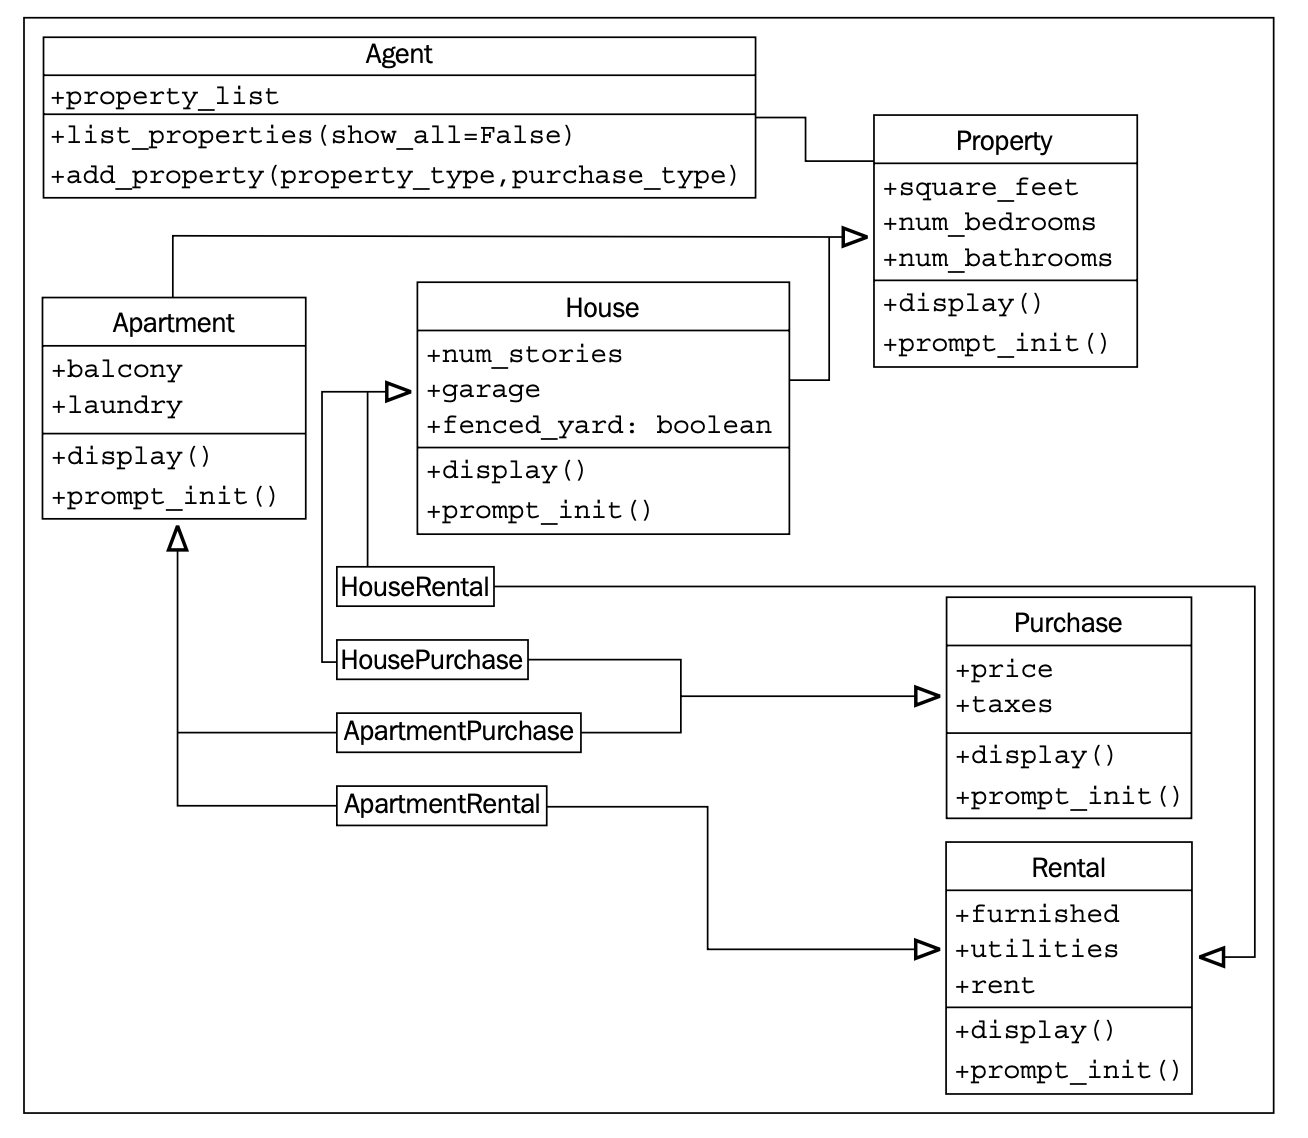 Agent
+property_list
+list_properties(show_all=False)
+add_property(property_type,purchase_type)
Property
+square_feet
+num_bedrooms
+num_bathrooms
+display()
+prompt_init()
Apartment
+balcony
+laundry
+display()
+prompt_init()
House
+num_stories
+garage
+fenced_yard: boolean
+display()
+prompt_init()
HouseRental
HousePurchase
ApartmentPurchase
ApartmentRental
Purchase
+price
+taxes
+display()
+prompt_init()
Rental
+furnished
+utilities
+rent
+display()
+prompt_init()